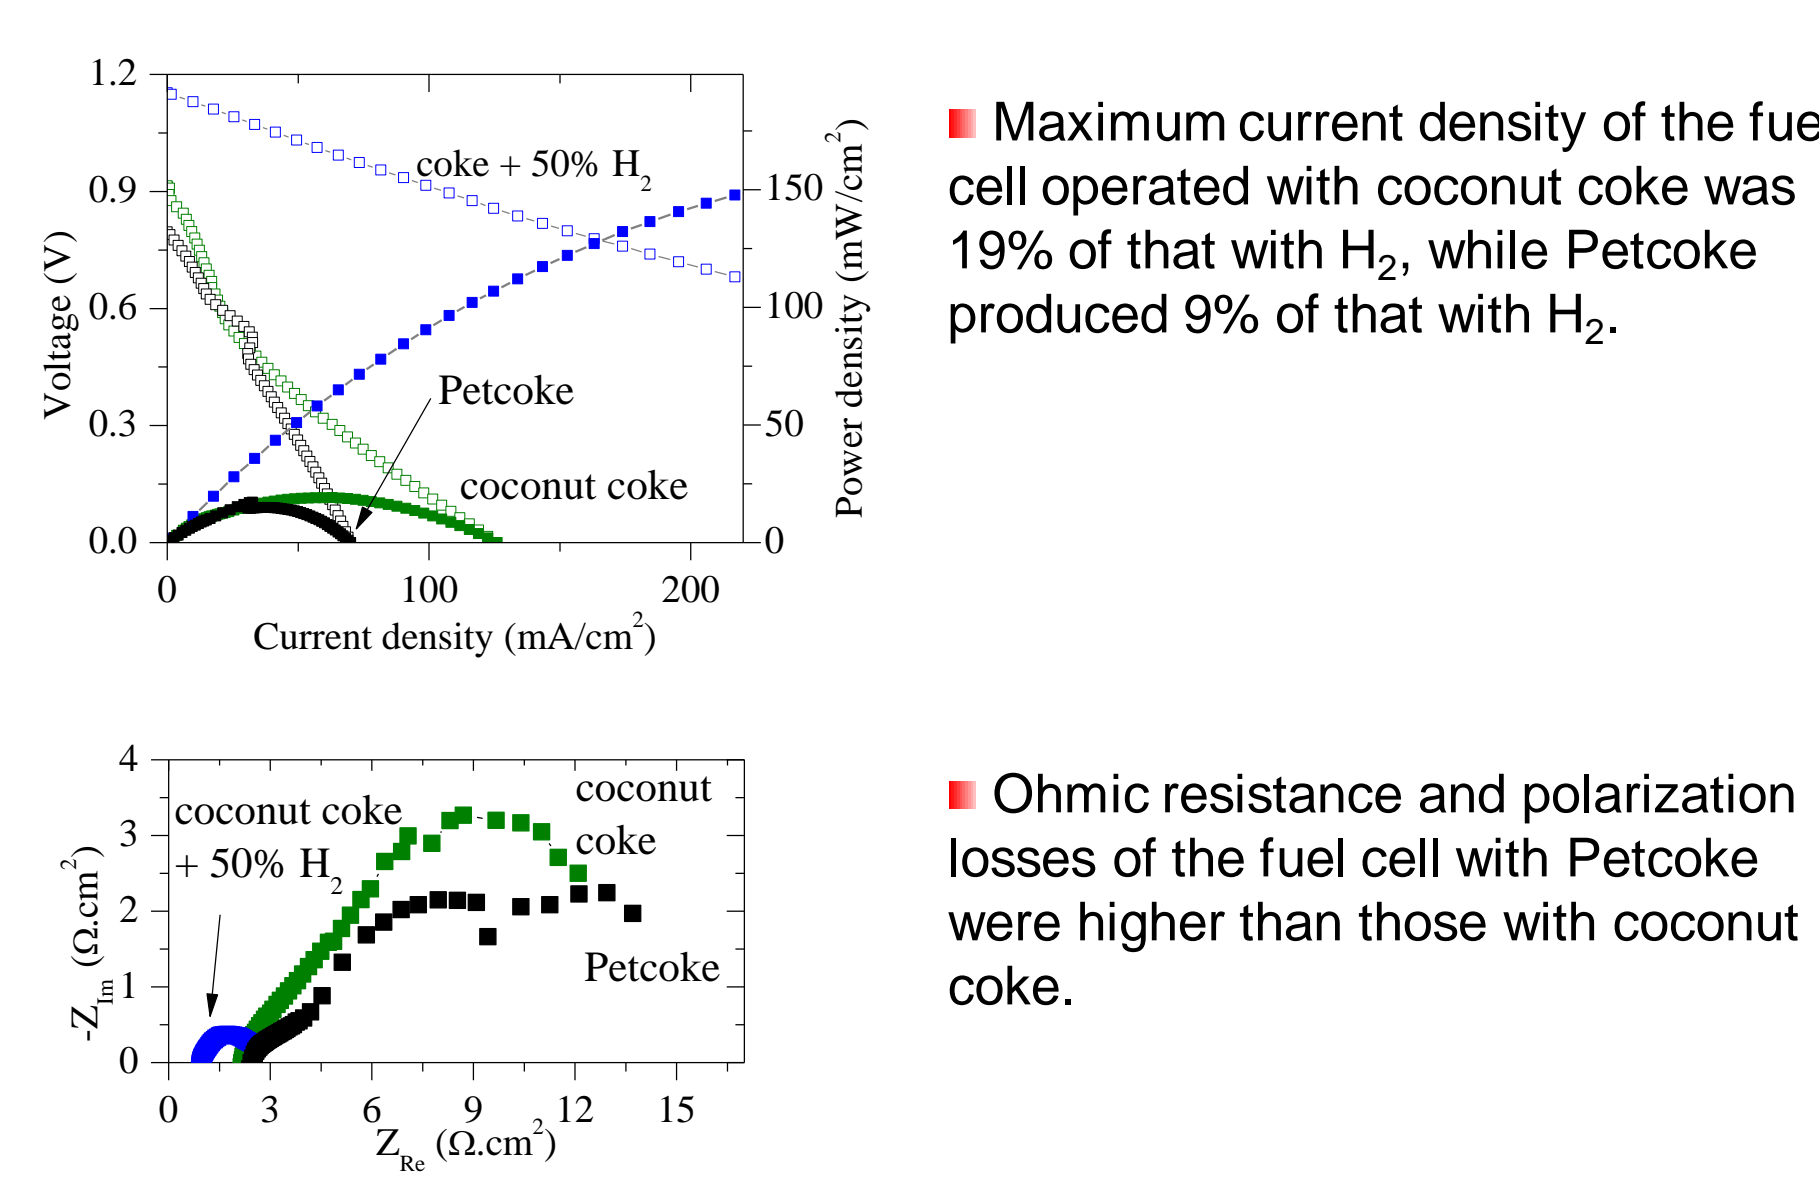 1.2
0.9
0.6
0.3
0.0
Voltage (V)
coke + 50% H2
Petcoke
coconut coke
150
100
50
0
Power density (mW/cm2)
0 100 200
Current density (mA/cm2)
Maximum current density of the fue
cell operated with coconut coke was
19% of that with H2, while Petcoke
produced 9% of that with H2.
4
3
2
1
0
-ZIm (Ω.cm2)
coconut coke
+ 50% H2
coconut
coke
Petcoke
0 3 6 9 12 15
ZRe (Ω.cm2)
Ohmic resistance and polarization
losses of the fuel cell with Petcoke
were higher than those with coconut
coke.